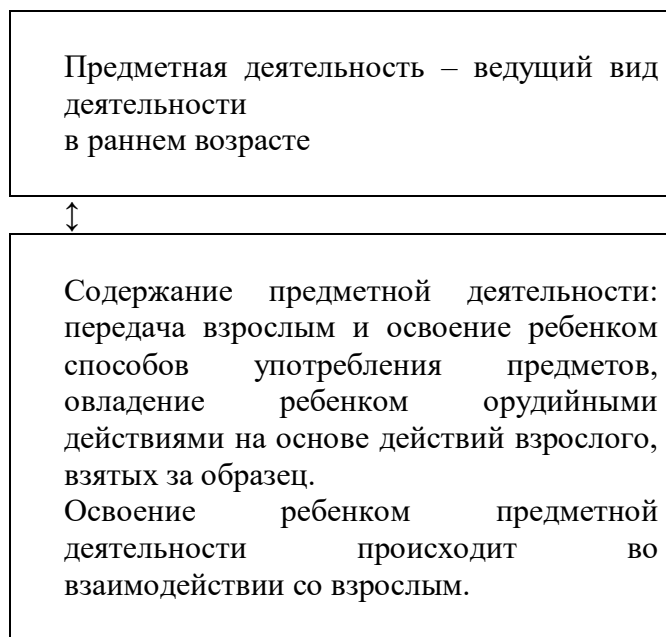 Предметная деятельность – ведущий вид
деятельности
в раннем возрасте
↕
Содержание предметной деятельности:
передача взрослым и освоение ребенком
способов употребления предметов,
овладение ребенком орудийными
действиями на основе действий взрослого,
взятых за образец.
Освоение ребенком предметной
деятельности происходит во
взаимодействии со взрослым.